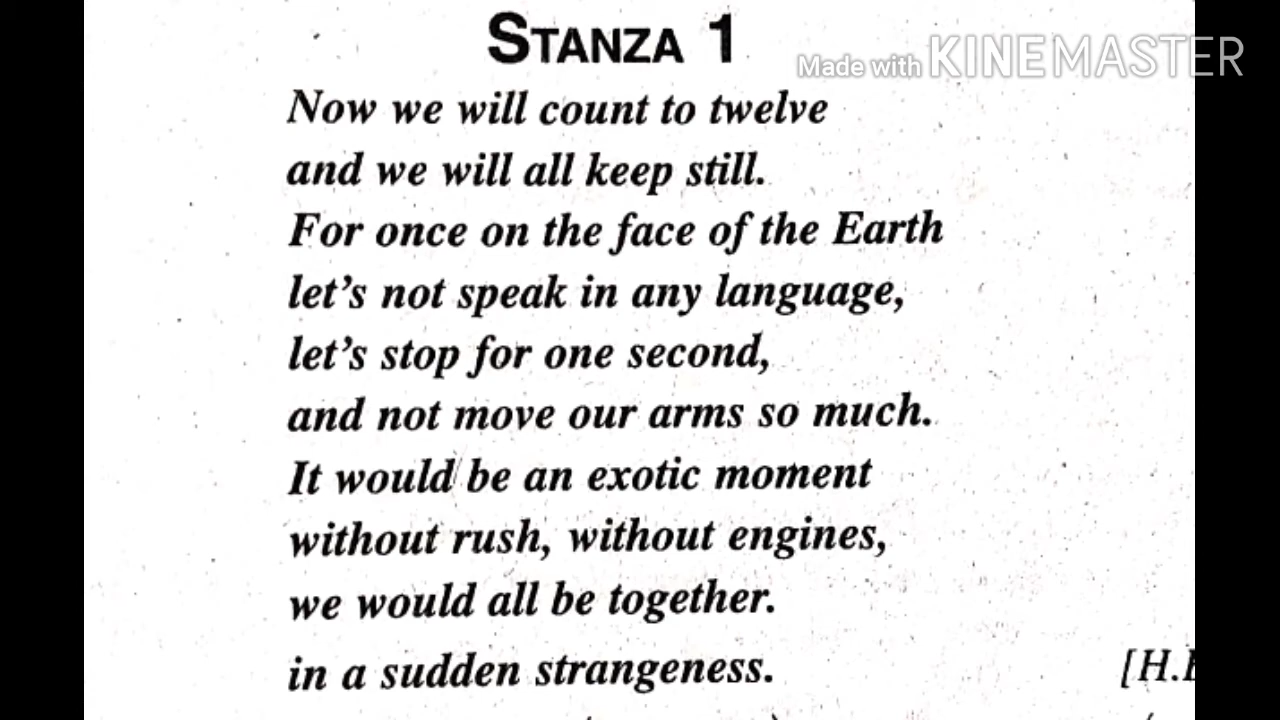 STANZA 1
Made with KINEMASTER
Now we will count to twelve
and we will all keep still.
For once on the face of the Earth
let's not speak in any language,
let's stop for one second,
and not move our arms so much.
It would be an exotic moment
without rush, without engines,
we would all be together.
in a sudden strangeness.